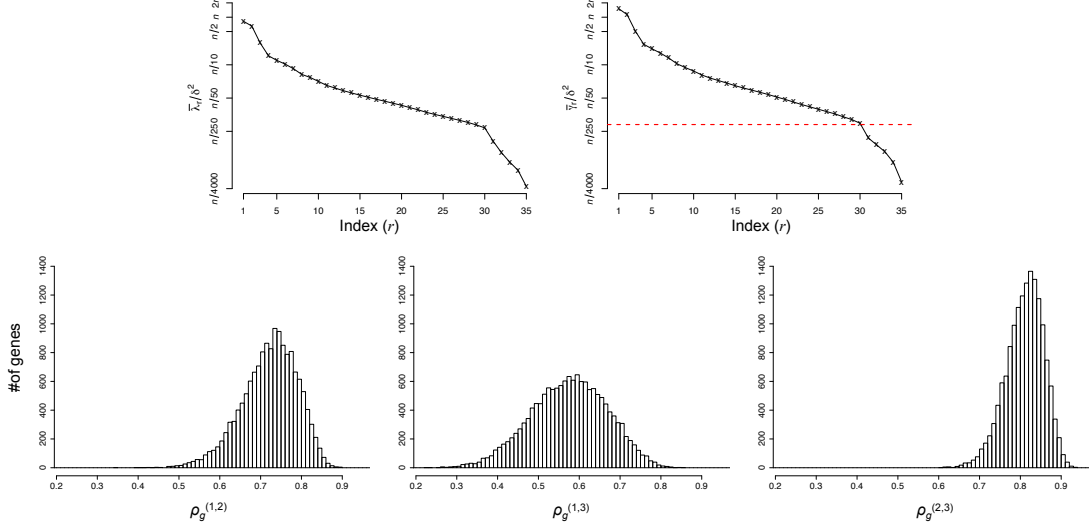 n/4000 n/250 n/50 n/10 n/2 n 2n
λ̅r/δ²
1 5 10 15 20 25 30 35
Index (r)
n/4000 n/250 n/50 n/10 n/2 n 2n
γ̅r/δ²
1 5 10 15 20 25 30 35
Index (r)
#of genes
0 200 400 600 800 1000 1200 1400
0.2 0.3 0.4 0.5 0.6 0.7 0.8 0.9
ρg(1,2)
0 200 400 600 800 1000 1200 1400
0.2 0.3 0.4 0.5 0.6 0.7 0.8 0.9
ρg(1,3)
0 200 400 600 800 1000 1200 1400
0.2 0.3 0.4 0.5 0.6 0.7 0.8 0.9
ρg(2,3)